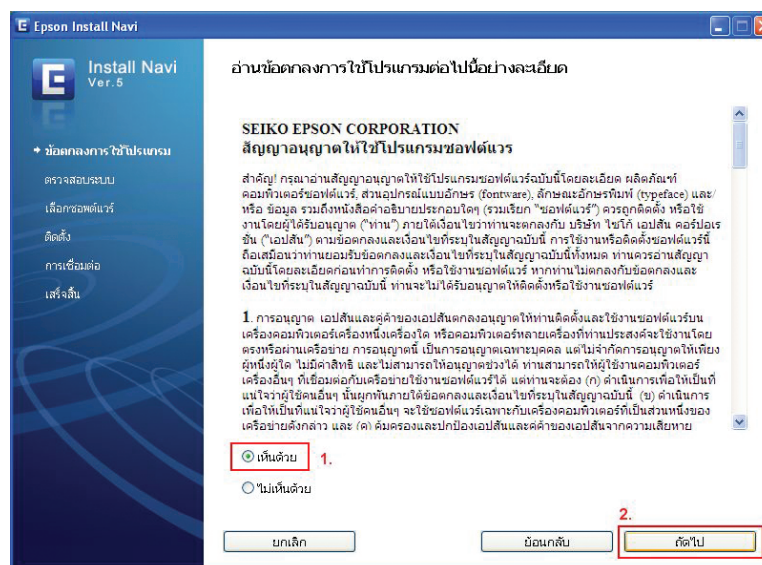 Epson Install Navi
Install Navi
Ver.5
ข้อตกลงการใช้โปรแกรม
ตรวจสอบระบบ
เลือกซอฟต์แวร์
ติดตั้ง
การเชื่อมต่อ
เสร็จสิ้น
อ่านข้อตกลงการใช้โปรแกรมต่อไปนี้อย่างละเอียด
SEIKO EPSON CORPORATION
สัญญาอนุญาตให้ใช้โปรแกรมซอฟต์แวร
สำคัญ! กรุณาอ่านสัญญาอนุญาตให้ใช้โปรแกรมซอฟต์แวร์ฉบับนี้โดยละเอียด ผลิตภัณฑ์
คอมพิวเตอร์ซอฟต์แวร์, ส่วนอุปกรณ์แบบอักษร (fontware), ลักษณะอักษรพิมพ์ (typeface) และ/
หรือ ข้อมูล รวมถึงหนังสือคำอธิบายประกอบใดๆ (รวมเรียก "ซอฟต์แวร์") ควรถูกติดตั้ง หรือใช้
งานโดยผู้ได้รับอนุญาต ("ท่าน") ภายใต้เงื่อนไขว่าท่านจะตกลงกับ บริษัท ไซโก้ เอปสัน คอร์ปอเร
ชั่น ("เอปสัน") ตามข้อตกลงและเงื่อนไขที่ระบุในสัญญาฉบับนี้ การใช้งานหรือติดตั้งซอฟต์แวร์นี้
ถือเสมือนว่าท่านยอมรับข้อตกลงและเงื่อนไขที่ระบุในสัญญาฉบับนี้ทั้งหมด ท่านควรอ่านสัญญา
ฉบับนี้โดยละเอียดก่อนทำการติดตั้ง หรือใช้งานซอฟต์แวร์ หากท่านไม่ตกลงกับข้อตกลงและ
เงื่อนไขที่ระบุในสัญญาฉบับนี้ ท่านจะไม่ได้รับอนุญาตให้ติดตั้งหรือใช้งานซอฟต์แวร์
1. การอนุญาต เอปสันและคู่ค้าของเอปสันตกลงอนุญาตให้ท่านติดตั้งและใช้งานซอฟต์แวร์บน
เครื่องคอมพิวเตอร์เครื่องหนึ่งเครื่องใด หรือคอมพิวเตอร์หลายเครื่องที่ท่านประสงค์จะใช้งานโดย
ตรงหรือผ่านเครือข่าย การอนุญาตนี้ เป็นการอนุญาตเฉพาะบุคคล แต่ไม่จำกัดการอนุญาตให้เพียง
ผู้หนึ่งผู้ใด ไม่มีค่าสิทธิ และไม่สามารถให้อนุญาตช่วงได้ ท่านสามารถให้ผู้ใช้งานคอมพิวเตอร์
เครื่องอื่นๆ ที่เชื่อมต่อกับเครือข่ายใช้งานซอฟต์แวร์ได้ แต่ท่านจะต้อง (ก) ดำเนินการเพื่อให้เป็นที่
แน่ใจว่าผู้ใช้คนอื่นๆ นั้นผูกพันภายใต้ข้อตกลงและเงื่อนไขที่ระบุในสัญญาฉบับนี้ (ข) ดำเนินการ
เพื่อให้เป็นที่แน่ใจว่าผู้ใช้คนอื่นๆ จะใช้ซอฟต์แวร์เฉพาะกับเครื่องคอมพิวเตอร์ที่เป็นส่วนหนึ่งของ
เครือข่ายดังกล่าว และ (ค) คุ้มครองและปกป้องเอปสันและคู่ค้าของเอปสันจากความเสียหาย
เห็นด้วย 1.
ไม่เห็นด้วย
2.
ยกเลิก ย้อนกลับ ถัดไป